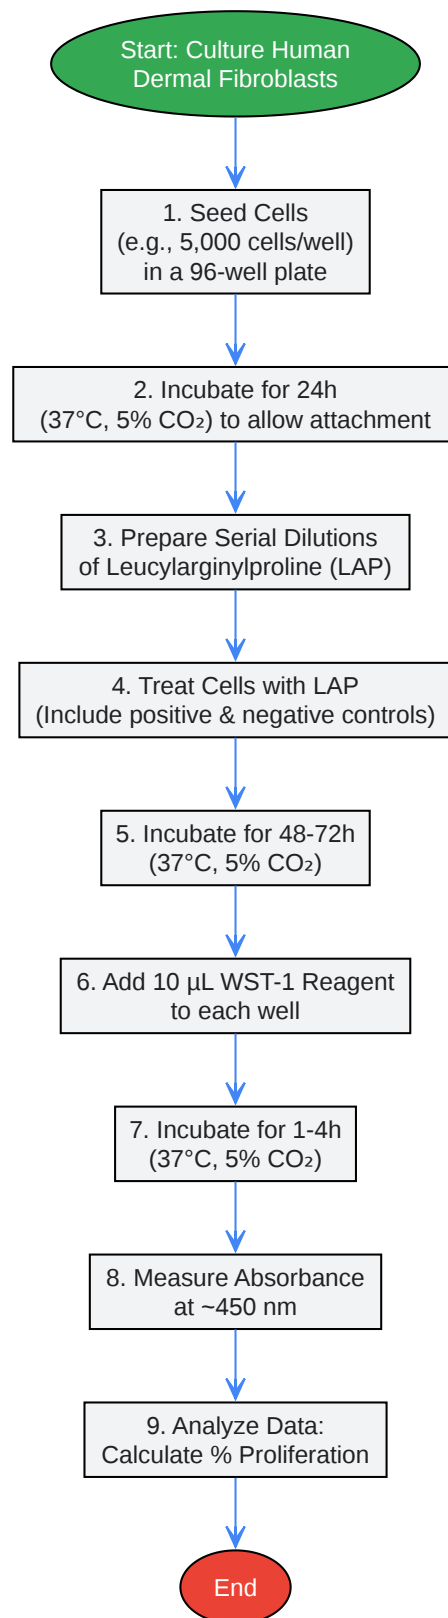 Start: Culture Human
Dermal Fibroblasts
1. Seed Cells
(e.g., 5,000 cells/well)
in a 96-well plate
2. Incubate for 24h
(37°C, 5% CO₂) to allow attachment
3. Prepare Serial Dilutions
of Leucylarginylproline (LAP)
4. Treat Cells with LAP
(Include positive & negative controls)
5. Incubate for 48-72h
(37°C, 5% CO₂)
6. Add 10 µL WST-1 Reagent
to each well
7. Incubate for 1-4h
(37°C, 5% CO₂)
8. Measure Absorbance
at ~450 nm
9. Analyze Data:
Calculate % Proliferation
End